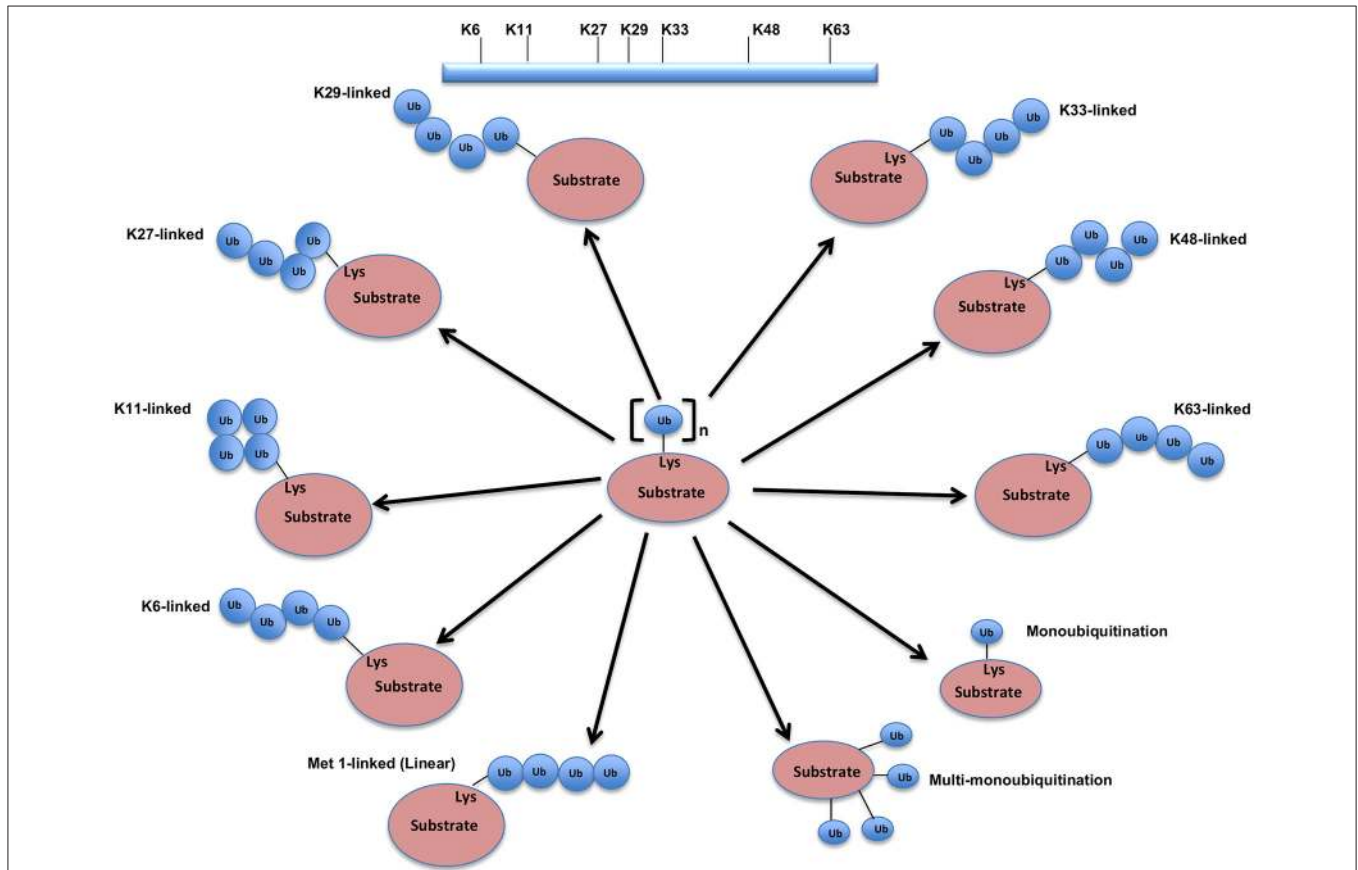 K6 K11 K27 K29 K33 K48 K63
K29-linked
Ub Ub Ub Ub
Substrate
K33-linked
Ub Ub Ub Ub
Lys
Substrate
K27-linked
Ub Ub Ub Ub
Lys
Substrate
K48-linked
Ub Ub Ub Ub
Lys
Substrate
K11-linked
Ub Ub
Ub Ub
Lys
Substrate
[Ub]n
Lys
Substrate
K63-linked
Ub Ub Ub Ub
Lys
Substrate
K6-linked
Ub Ub Ub Ub
Lys
Substrate
Monoubiquitination
Ub
Lys
Substrate
Met 1-linked (Linear)
Ub Ub Ub Ub
Lys
Substrate
Multi-monoubiquitination
Substrate
Ub
Ub
Ub Ub